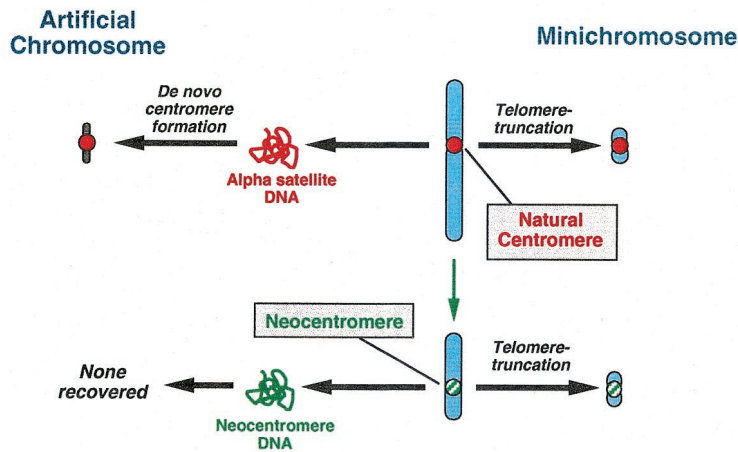 Artificial
Chromosome
Minichromosome
De novo
centromere
formation
Telomere-
truncation
Alpha satellite
DNA
Natural
Centromere
Neocentromere
Telomere-
truncation
None
recovered
Neocentromere
DNA